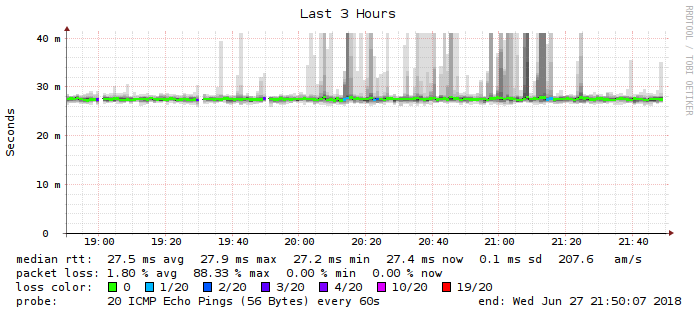 Last 3 Hours
RRDTOOL / TOBI OETIKER
Seconds
40 m
30 m
20 m
10 m
0
19:00 19:20 19:40 20:00 20:20 20:40 21:00 21:20 21:40
median rtt: 27.5 ms avg 27.9 ms max 27.2 ms min 27.4 ms now 0.1 ms sd 207.6 am/s
packet loss: 1.80 % avg 88.33 % max 0.00 % min 0.00 % now
loss color: 0 1/20 2/20 3/20 4/20 10/20 19/20
probe: 20 ICMP Echo Pings (56 Bytes) every 60s end: Wed Jun 27 21:50:07 2018